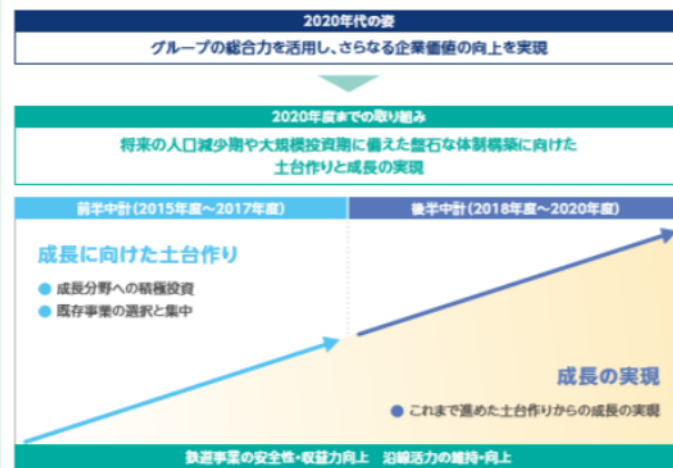 2020年代の姿
グループの総合力を活用し、さらなる企業価値の向上を実現
2020年度までの取り組み
将来の人口減少期や大規模投資期に備えた盤石な体制構築に向けた
土台作りと成長の実現
前半中計(2015年度～2017年度)
後半中計(2018年度～2020年度)
成長に向けた土台作り
● 成長分野への積極投資
● 既存事業の選択と集中
成長の実現
● これまで進めた土台作りからの成長の実現
鉄道事業の安全性・収益力向上 沿線活力の維持・向上